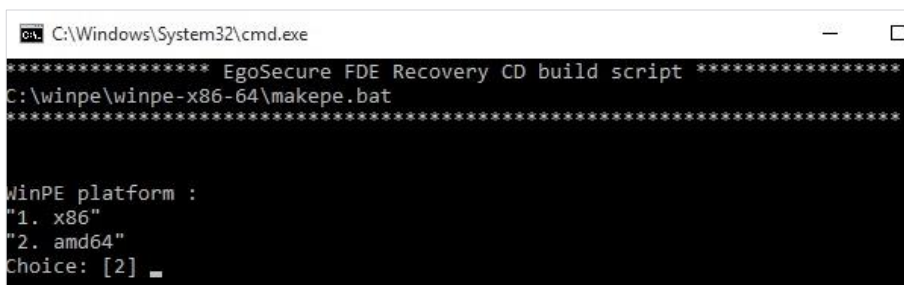 C:\Windows\System32\cmd.exe
***************** EgoSecure FDE Recovery CD build script *****************
C:\winpe\winpe-x86-64\makepe.bat
***************************************************************************
WinPE platform :
"1. x86"
"2. amd64"
Choice: [2] _